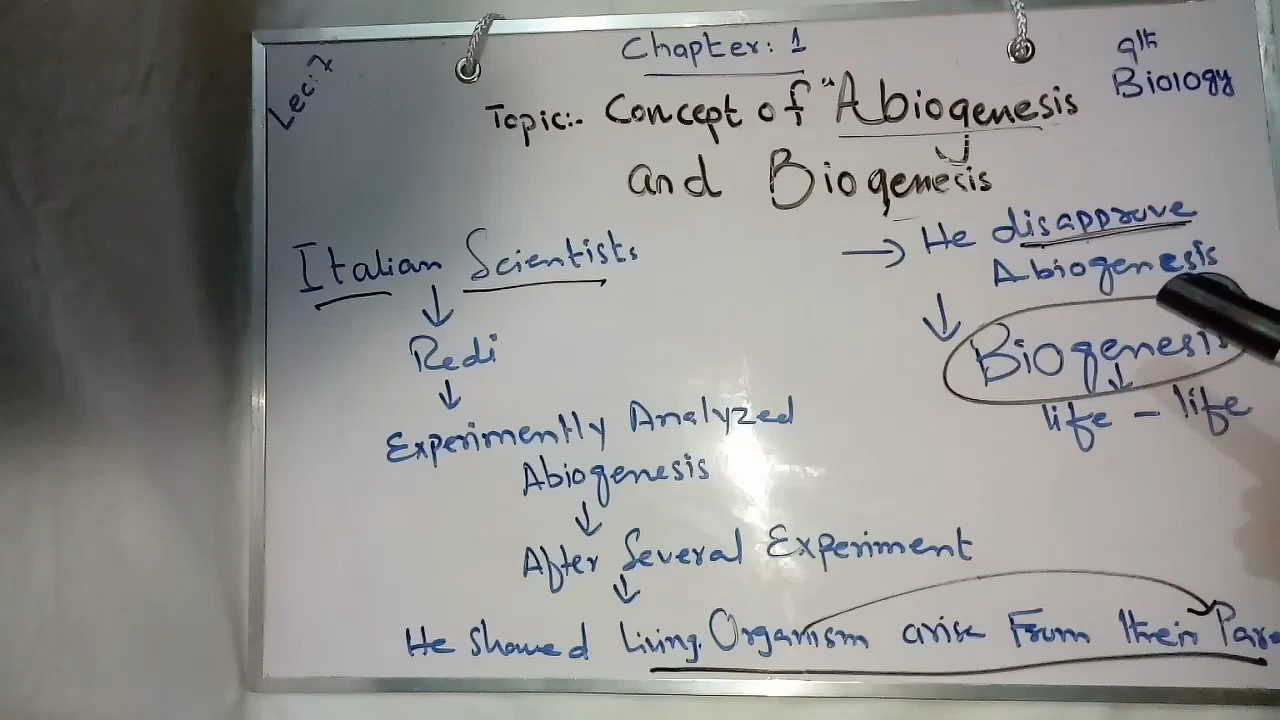 Lec:7
Chapter: 1
9th
Biology
Topic:- Concept of "Abiogenesis
and Biogenesis
Italian Scientists
Redi
Experimently Analyzed
Abiogenesis
After Several Experiment
He Showed living Organism arise From their
→ He disapprove
Abiogenesis
Biogenesis
life - life